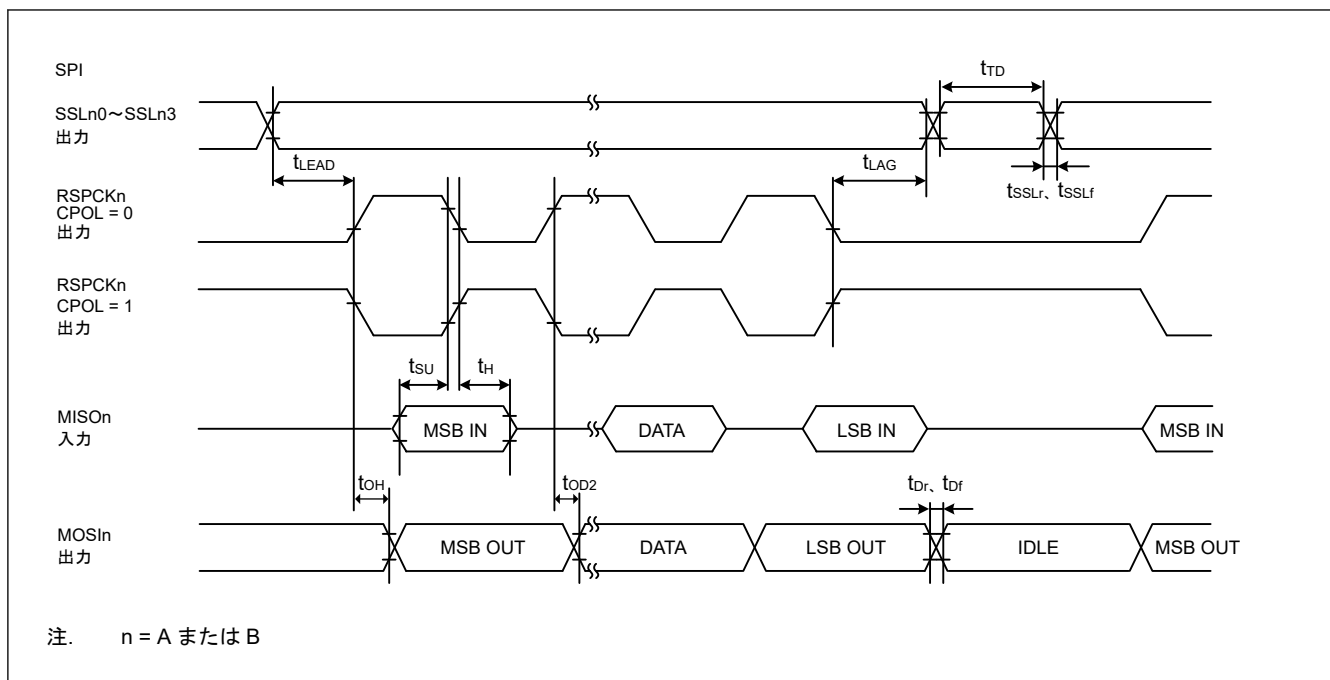 SPI
tTD
SSLn0～SSLn3
出力
tLEAD
tLAG
tSSLr、tSSLf
RSPCKn
CPOL = 0
出力
RSPCKn
CPOL = 1
出力
tSU
tH
MISOn
入力
MSB IN
DATA
LSB IN
MSB IN
tOH
tOD2
tDr、tDf
MOSIn
出力
MSB OUT
DATA
LSB OUT
IDLE
MSB OUT
注. n = A または B